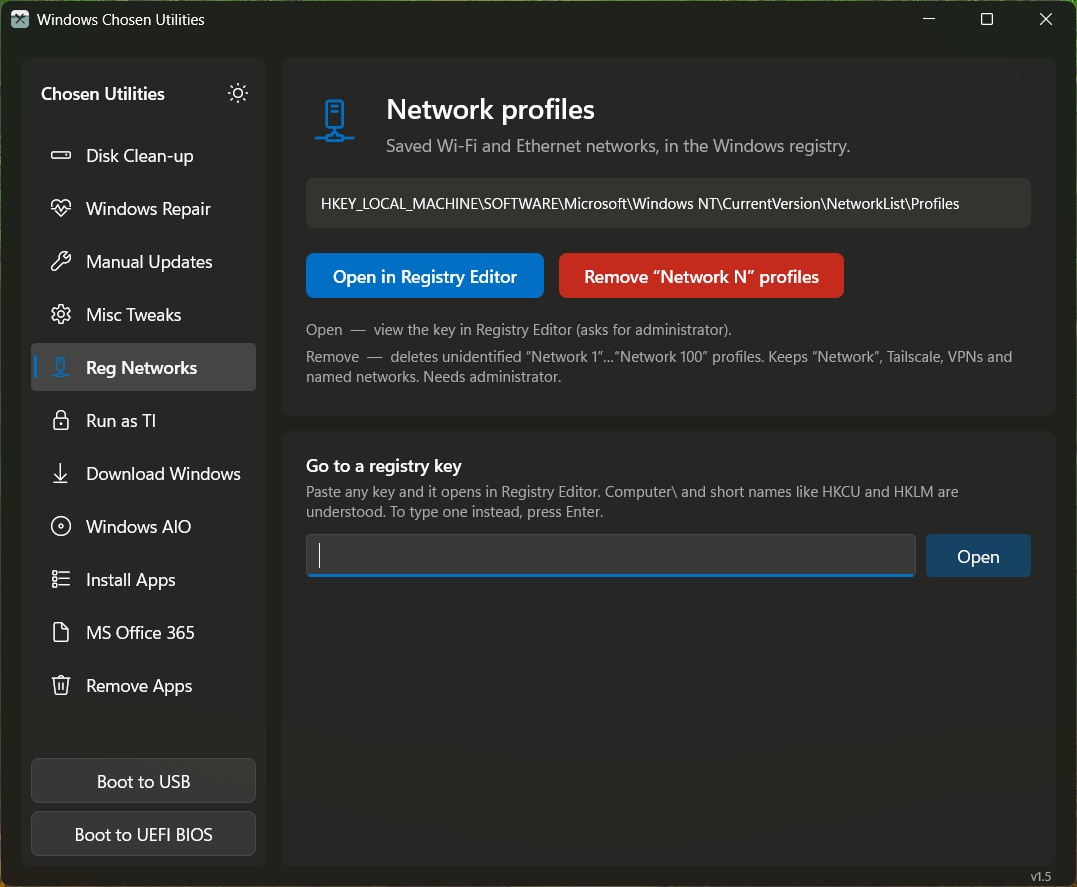 Windows Chosen Utilities
Chosen Utilities
Disk Clean-up
Windows Repair
Manual Updates
Misc Tweaks
Reg Networks
Run as TI
Download Windows
Windows AIO
Install Apps
MS Office 365
Remove Apps
Boot to USB
Boot to UEFI BIOS
Network profiles
Saved Wi-Fi and Ethernet networks, in the Windows registry.
HKEY_LOCAL_MACHINE\SOFTWARE\Microsoft\Windows NT\CurrentVersion\NetworkList\Profiles
Open in Registry Editor
Remove “Network N” profiles
Open — view the key in Registry Editor (asks for administrator).
Remove — deletes unidentified “Network 1”…“Network 100” profiles. Keeps “Network”, Tailscale, VPNs and
named networks. Needs administrator.
Go to a registry key
Paste any key and it opens in Registry Editor. Computer\ and short names like HKCU and HKLM are
understood. To type one instead, press Enter.
Open
v1.5